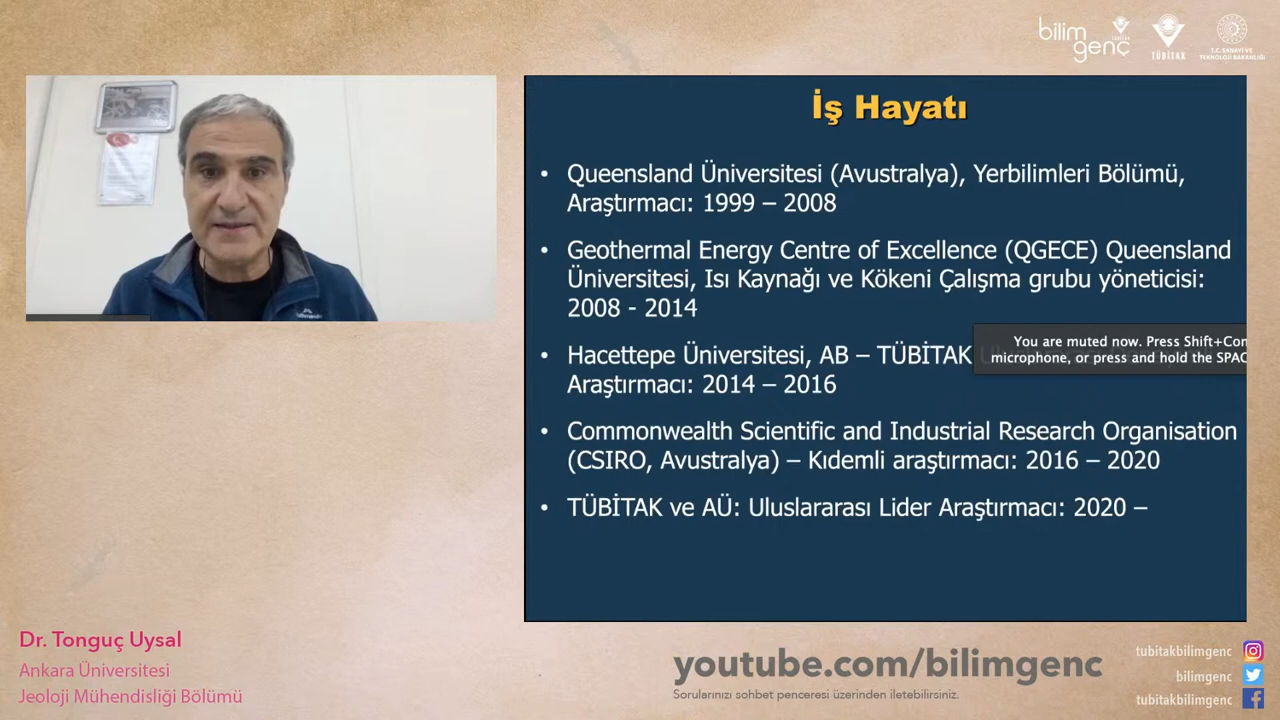 bilim
genç
TÜBİTAK
TÜBİTAK
T.C. SANAYİ VE
TEKNOLOJİ BAKANLIĞI
İş Hayatı
• Queensland Üniversitesi (Avustralya), Yerbilimleri Bölümü,
Araştırmacı: 1999 – 2008
• Geothermal Energy Centre of Excellence (QGECE) Queensland
Üniversitesi, Isı Kaynağı ve Kökeni Çalışma grubu yöneticisi:
2008 - 2014
• Hacettepe Üniversitesi, AB – TÜBİTAK
Araştırmacı: 2014 – 2016
You are muted now. Press Shift+Con
microphone, or press and hold the SPAC
• Commonwealth Scientific and Industrial Research Organisation
(CSIRO, Avustralya) – Kıdemli araştırmacı: 2016 – 2020
• TÜBİTAK ve AÜ: Uluslararası Lider Araştırmacı: 2020 –
Dr. Tonguç Uysal
Ankara Üniversitesi
Jeoloji Mühendisliği Bölümü
youtube.com/bilimgenc
Sorularınızı sohbet penceresi üzerinden iletebilirsiniz.
tubitakbilimgenc
bilimgenc
tubitakbilimgenc